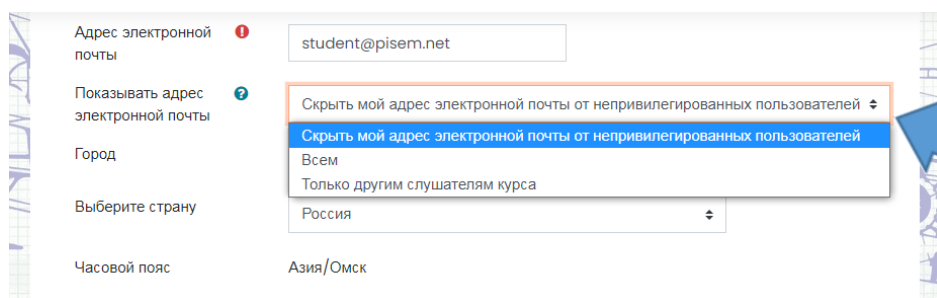 Адрес электронной
почты
student@pisem.net
Показывать адрес
электронной почты
Скрыть мой адрес электронной почты от непривилегированных пользователей
Скрыть мой адрес электронной почты от непривилегированных пользователей
Всем
Только другим слушателям курса
Город
Выберите страну
Россия
Часовой пояс
Азия/Омск